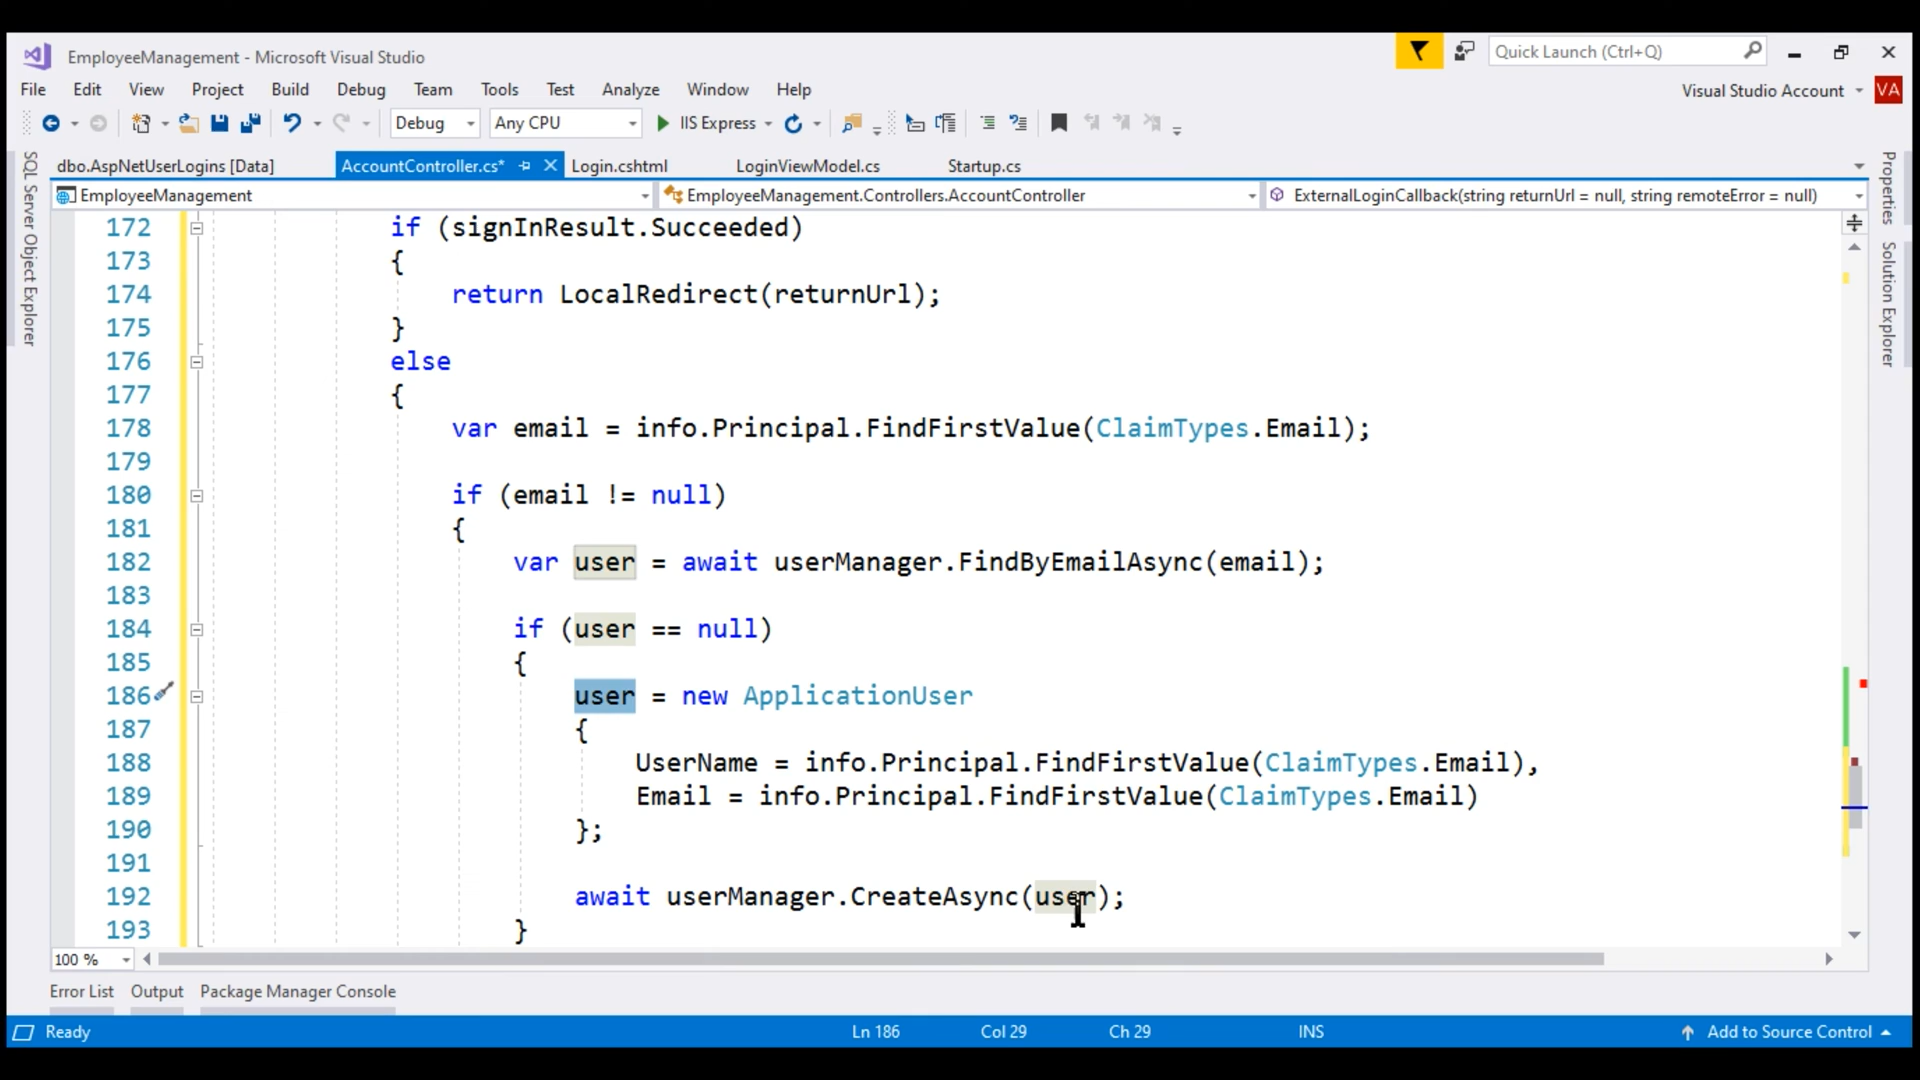 EmployeeManagement - Microsoft Visual Studio
Quick Launch (Ctrl+Q)
File Edit View Project Build Debug Team Tools Test Analyze Window Help
Visual Studio Account VA
Debug Any CPU IIS Express
dbo.AspNetUserLogins [Data] AccountController.cs* Login.cshtml LoginViewModel.cs Startup.cs
EmployeeManagement EmployeeManagement.Controllers.AccountController ExternalLoginCallback(string returnUrl = null, string remoteError = null)
SQL Server Object Explorer
Properties
Solution Explorer
172 if (signInResult.Succeeded)
173 {
174 return LocalRedirect(returnUrl);
175 }
176 else
177 {
178 var email = info.Principal.FindFirstValue(ClaimTypes.Email);
179
180 if (email != null)
181 {
182 var user = await userManager.FindByEmailAsync(email);
183
184 if (user == null)
185 {
186 user = new ApplicationUser
187 {
188 UserName = info.Principal.FindFirstValue(ClaimTypes.Email),
189 Email = info.Principal.FindFirstValue(ClaimTypes.Email)
190 };
191
192 await userManager.CreateAsync(user);
193 }
100 %
Error List Output Package Manager Console
Ready Ln 186 Col 29 Ch 29 INS Add to Source Control